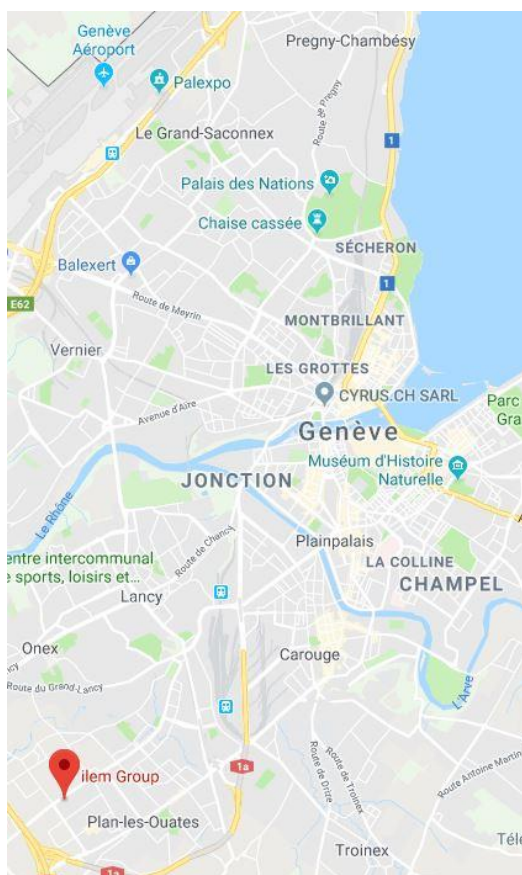 Genève
Aéroport
Pregny-Chambésy
Palexpo
Route de Pregny
Le Grand-Saconnex
1
Palais des Nations
Chaise cassée
SÉCHERON
Balexert
1
E62
Route de Meyrin
MONTBRILLANT
Vernier
LES GROTTES
CYRUS.CH SARL
Parc
Gra
Avenue d'Aïre
Genève
Muséum d'Histoire
Naturelle
JONCTION
Le Rhône
Route de Chancy
Plainpalais
entre intercommunal
e sports, loisirs et...
LA COLLINE
CHAMPEL
Lancy
Onex
Carouge
Route du Grand-Lancy
L'Arve
ilem Group
1a
Route de Drize
Route de Troinex
Route Antoine Martin
Plan-les-Ouates
Troinex
Télé
1a